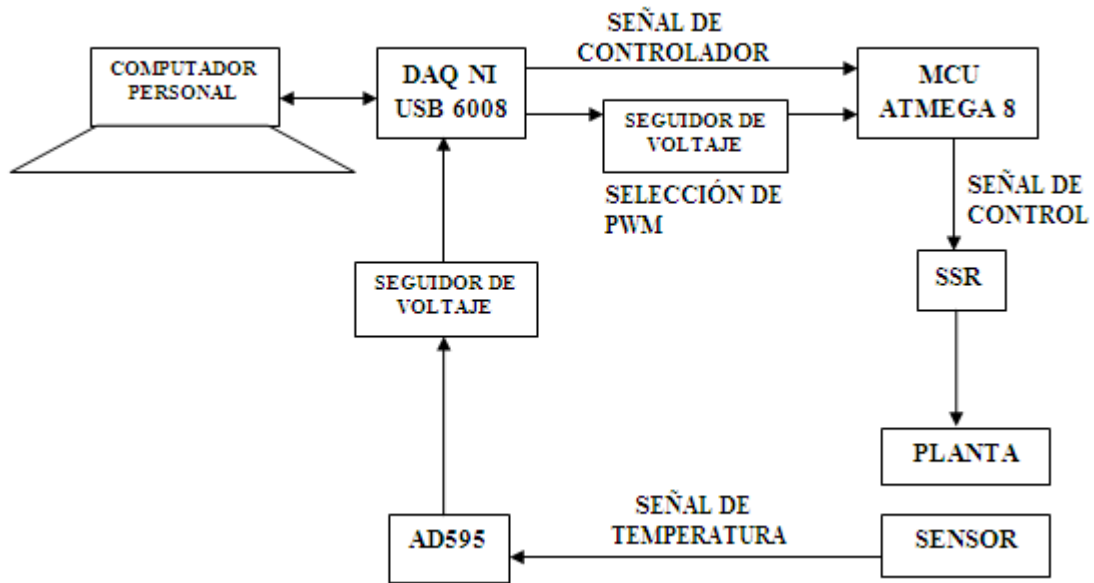 SEÑAL DE
CONTROLADOR
COMPUTADOR
PERSONAL
DAQ NI
USB 6008
MCU
ATMEGA 8
SEGUIDOR DE
VOLTAJE
SELECCIÓN DE
PWM
SEÑAL DE
CONTROL
SEGUIDOR DE
VOLTAJE
SSR
PLANTA
SEÑAL DE
TEMPERATURA
AD595
SENSOR